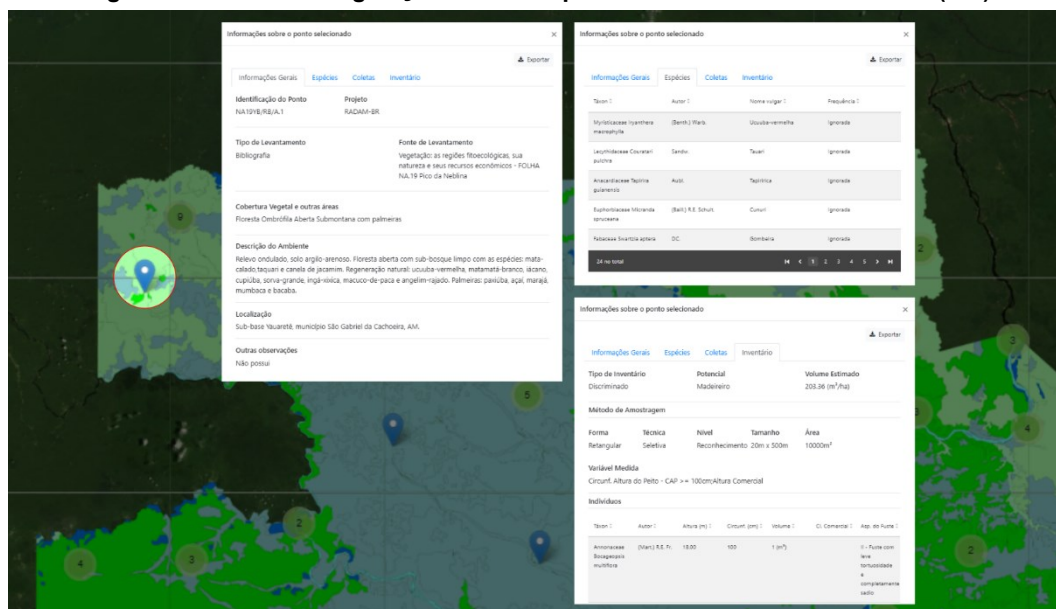 Informações sobre o ponto selecionado ×
Exportar
Informações Gerais Espécies Coletas Inventário
Identificação do Ponto Projeto
NA19YB/RB/A.1 RADAM-BR
Tipo de Levantamento Fonte de Levantamento
Bibliografia Vegetação: as regiões fitoecológicas, sua
natureza e seus recursos econômicos - FOLHA
NA.19 Pico da Neblina
Cobertura Vegetal e outras áreas
Floresta Ombrófila Aberta Submontana com palmeiras
Descrição do Ambiente
Relevo ondulado, solo argilo-arenoso. Floresta aberta com sub-bosque limpo com as espécies: mata-
calado,taquari e canela de jacamim. Regeneração natural: ucuuba-vermelha, matamatá-branco, iácano,
cupiúba, sorva-grande, ingá-xixica, macuco-de-paca e angelim-rajado. Palmeiras: paxiúba, açaí, marajá,
mumbaca e bacaba.
Localização
Sub-base Yauaretê, município São Gabriel da Cachoeira, AM.
Outras observações
Não possui
Informações sobre o ponto selecionado ×
Exportar
Informações Gerais Espécies Coletas Inventário
Táxon Autor Nome vulgar Frequência
Myristicaceae Iryanthera (Benth.) Warb. Ucuuba-vermelha Ignorada
macrophylla
Lecythidaceae Couratari Sandw. Tauari Ignorada
pulchra
Anacardiaceae Tapirira Aubl. Tapiririca Ignorada
guianensis
Euphorbiaceae Micranda (Baill.) R.E. Schult. Cunuri Ignorada
spruceana
Fabaceae Swartzia aptera DC. Gombeira Ignorada
24 no total 1 2 3 4 5
Informações sobre o ponto selecionado ×
Exportar
Informações Gerais Espécies Coletas Inventário
Tipo de Inventário Potencial Volume Estimado
Discriminado Madeireiro 203.36 (m³/ha)
Método de Amostragem
Forma Técnica Nível Tamanho Área
Retangular Seletiva Reconhecimento 20m x 500m 10000m²
Variável Medida
Circunf. Altura do Peito - CAP >= 100cm;Altura Comercial
Indivíduos
Táxon Autor Altura (m) Circunf. (cm) Volume Cl. Comercial Asp. do Fuste
Annonaceae (Mart.) R.E. Fr. 18.00 100 1 (m³) II - Fuste com
Bocageopsis leve
multiflora tortuosidade
e
completamente
sadio
9
2
3
5
4
2
3
4
2